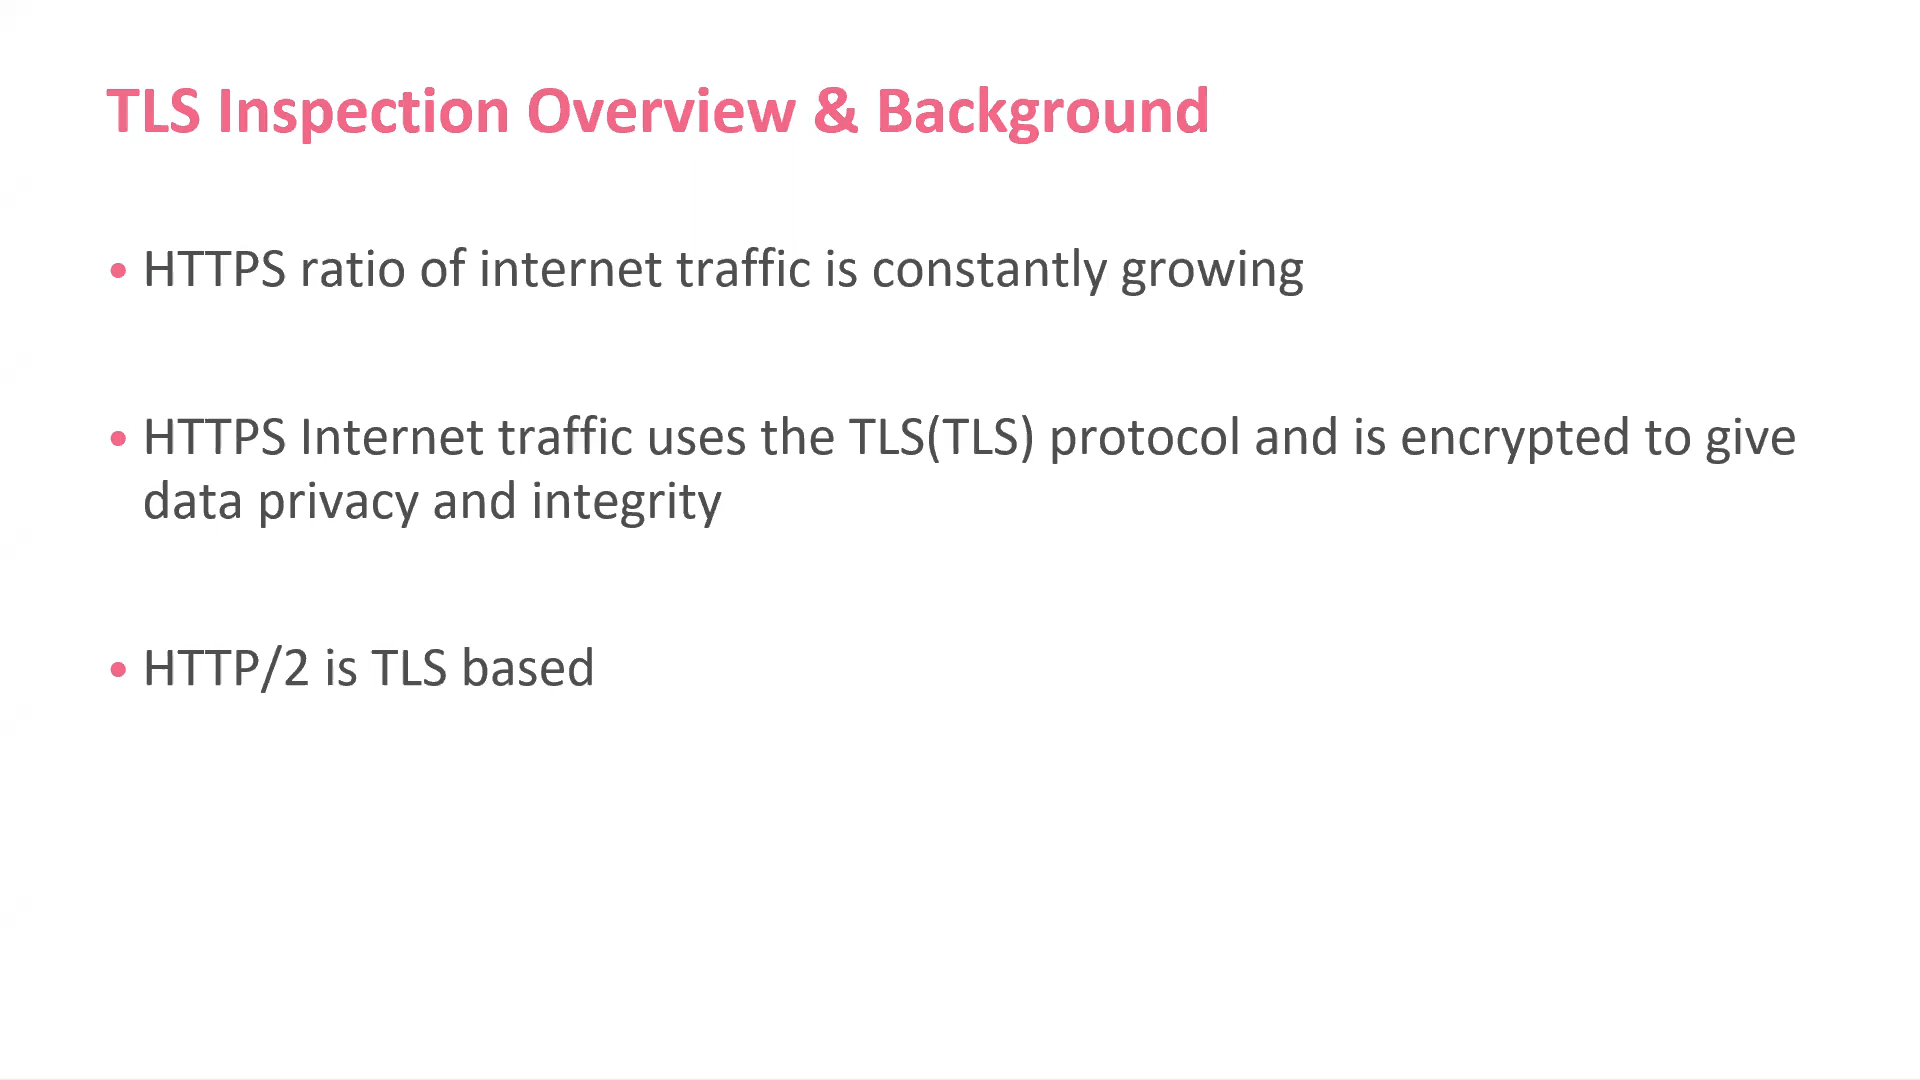 TLS Inspection Overview & Background
• HTTPS ratio of internet traffic is constantly growing
• HTTPS Internet traffic uses the TLS(TLS) protocol and is encrypted to give
data privacy and integrity
• HTTP/2 is TLS based